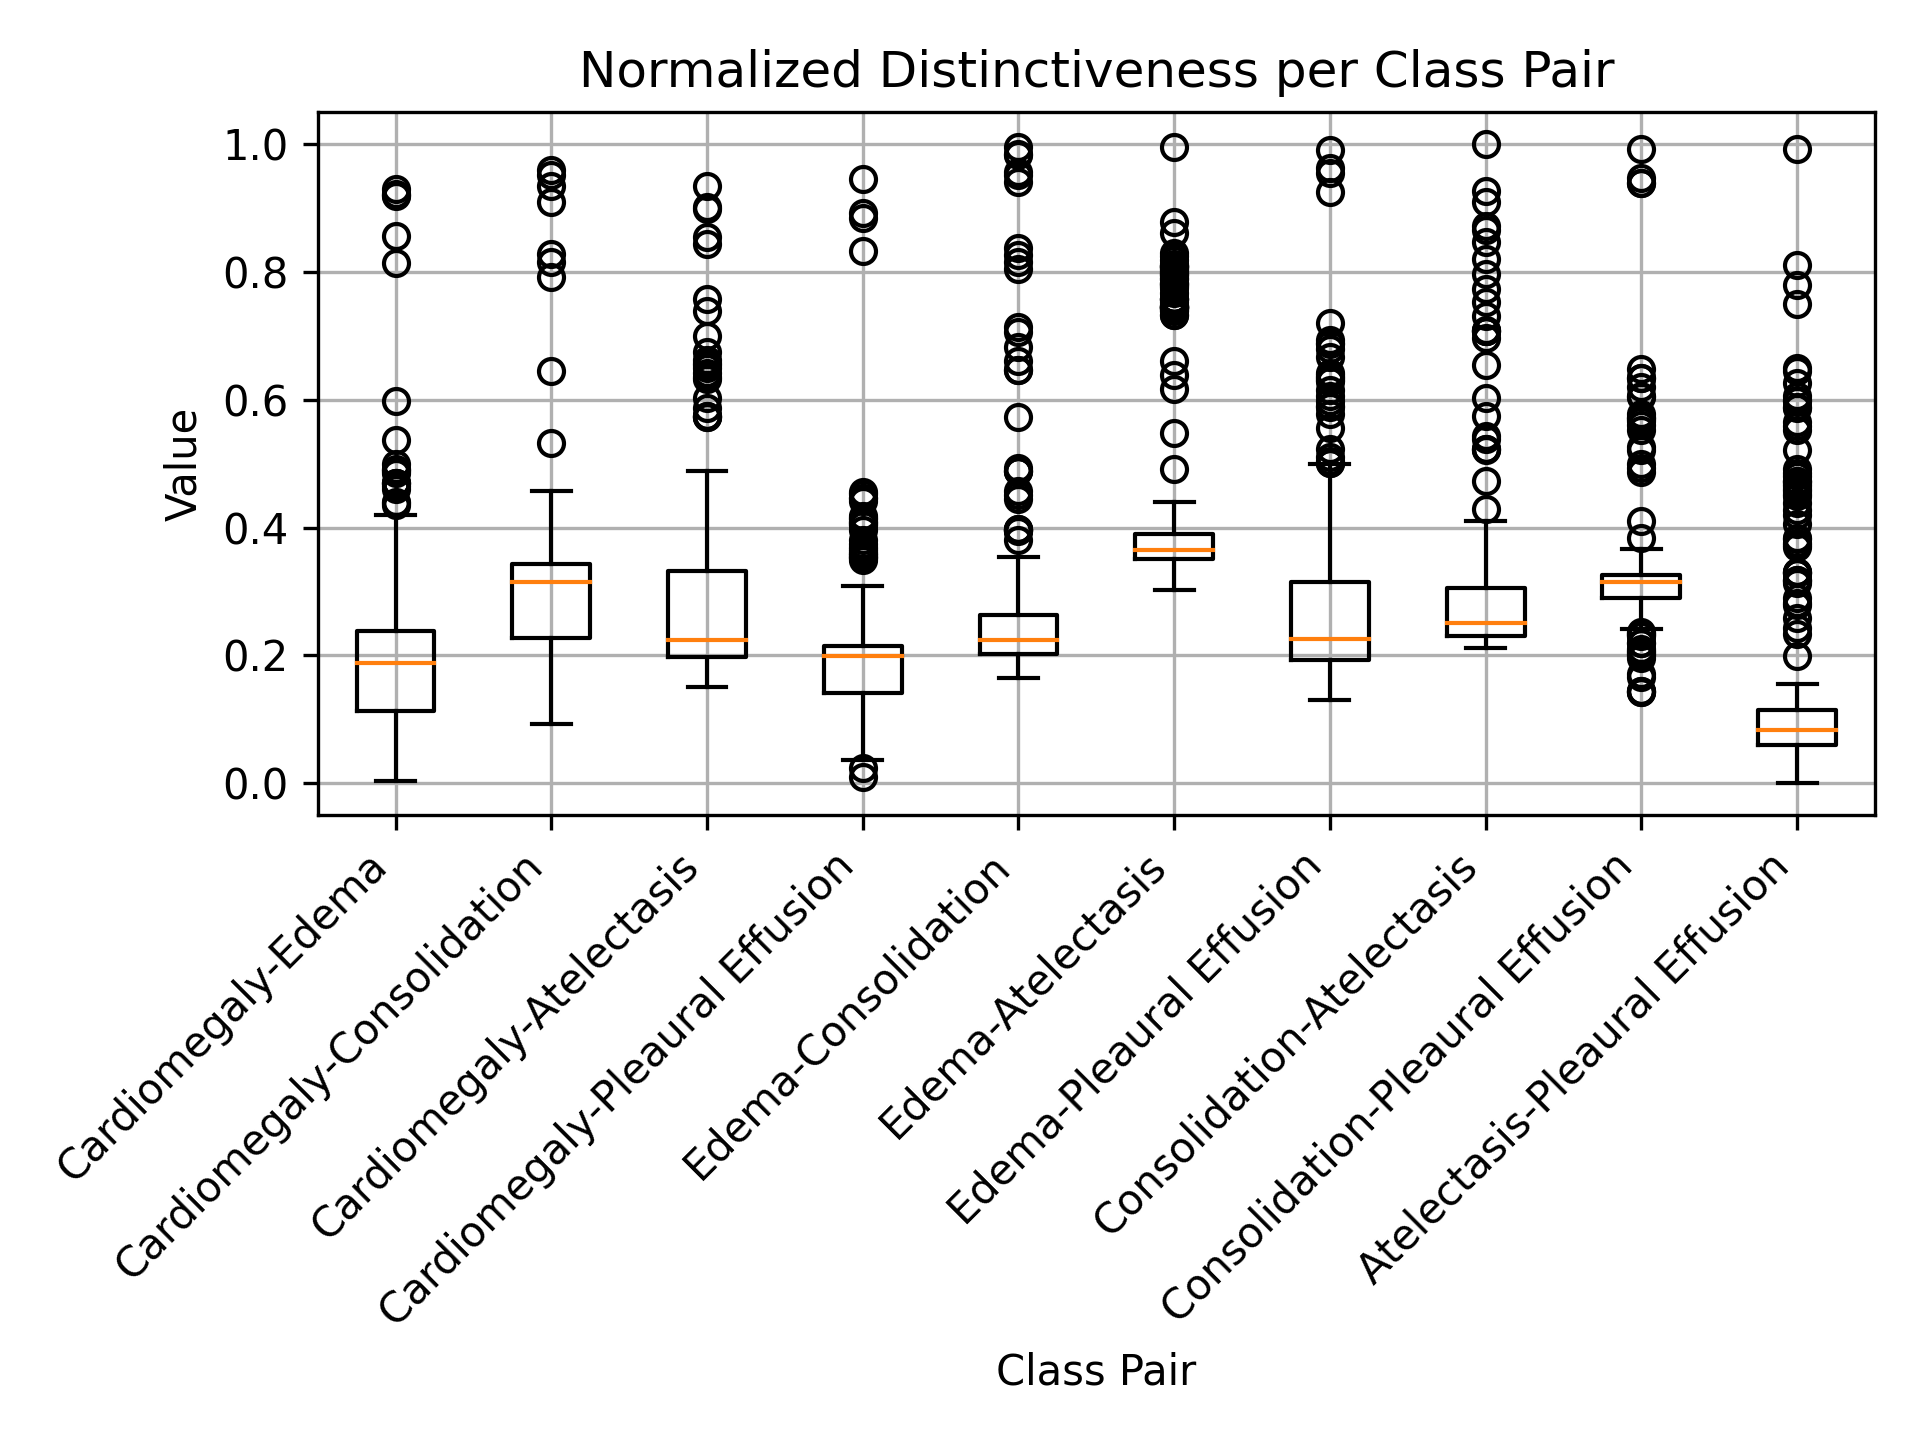 Normalized Distinctiveness per Class Pair
1.0
0.8
0.6
0.4
0.2
0.0
Value
Cardiomegaly-Edema
Cardiomegaly-Consolidation
Cardiomegaly-Atelectasis
Cardiomegaly-Pleaural Effusion
Edema-Consolidation
Edema-Atelectasis
Edema-Pleaural Effusion
Consolidation-Atelectasis
Consolidation-Pleaural Effusion
Atelectasis-Pleaural Effusion
Class Pair